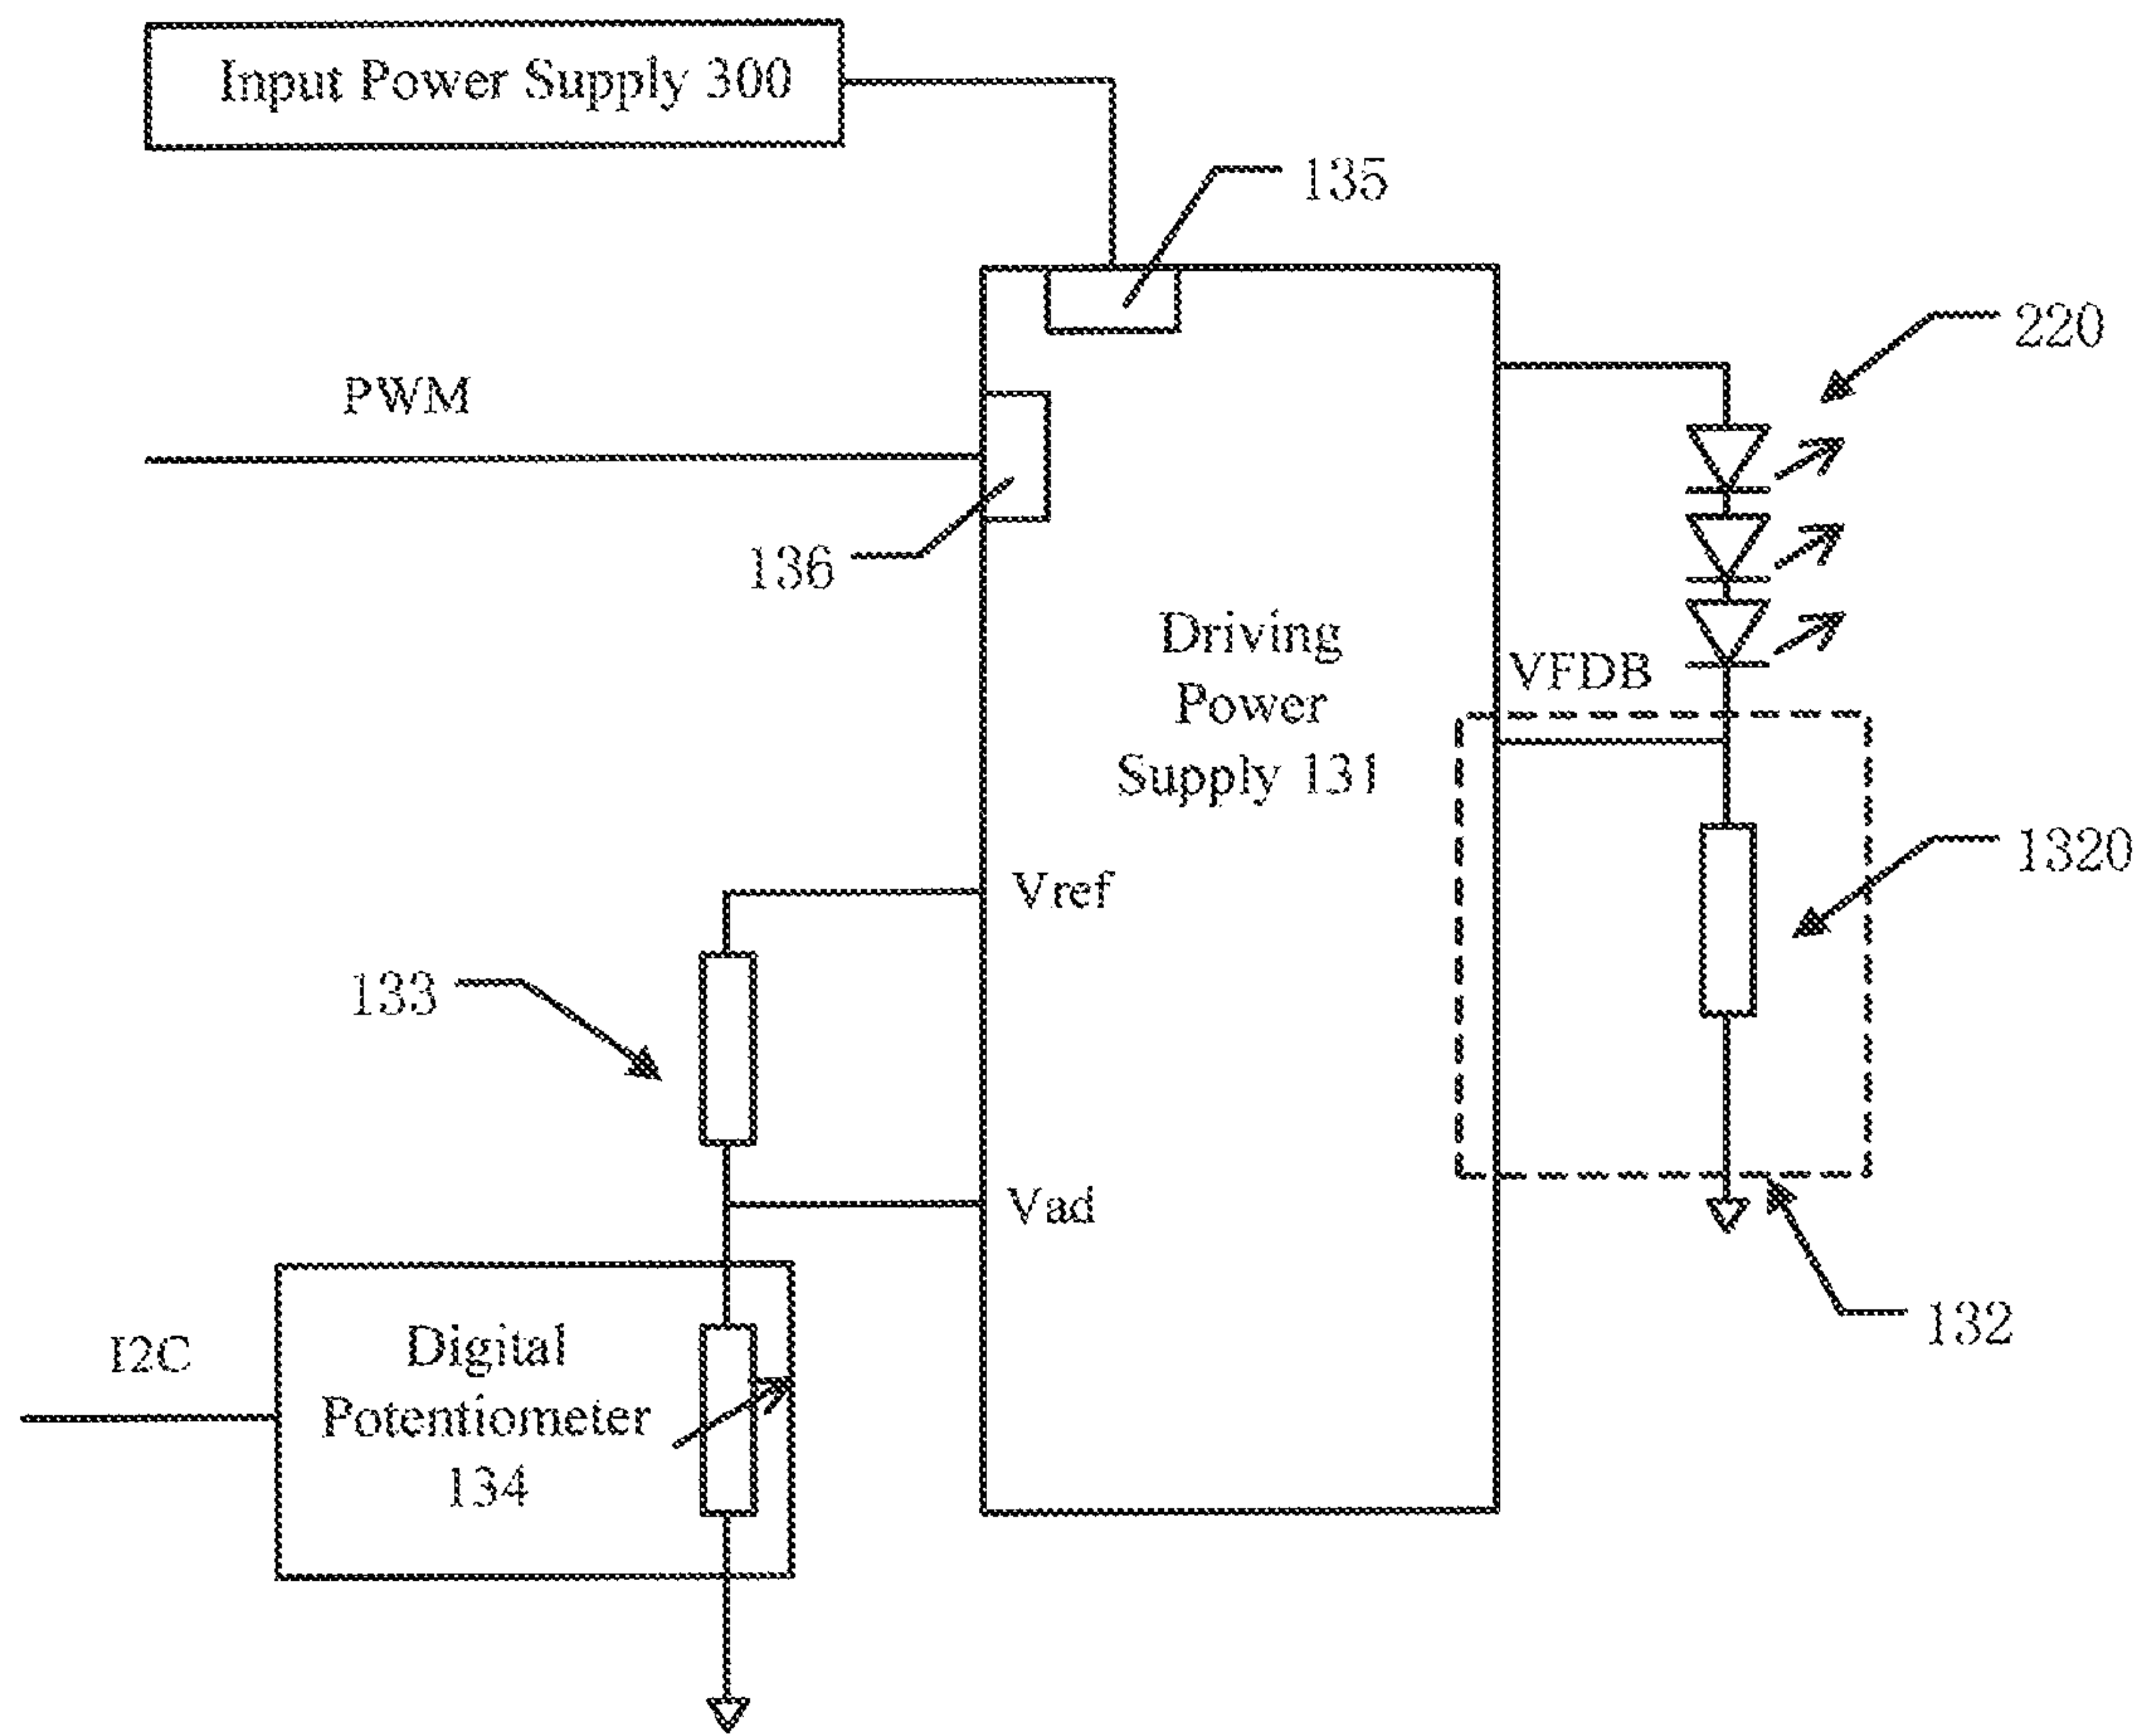 Input Power Supply 300
135
220
PWM
136
Driving
Power
Supply 131
VFDB
1320
Vref
133
Vad
132
I2C
Digital
Potentiometer
134